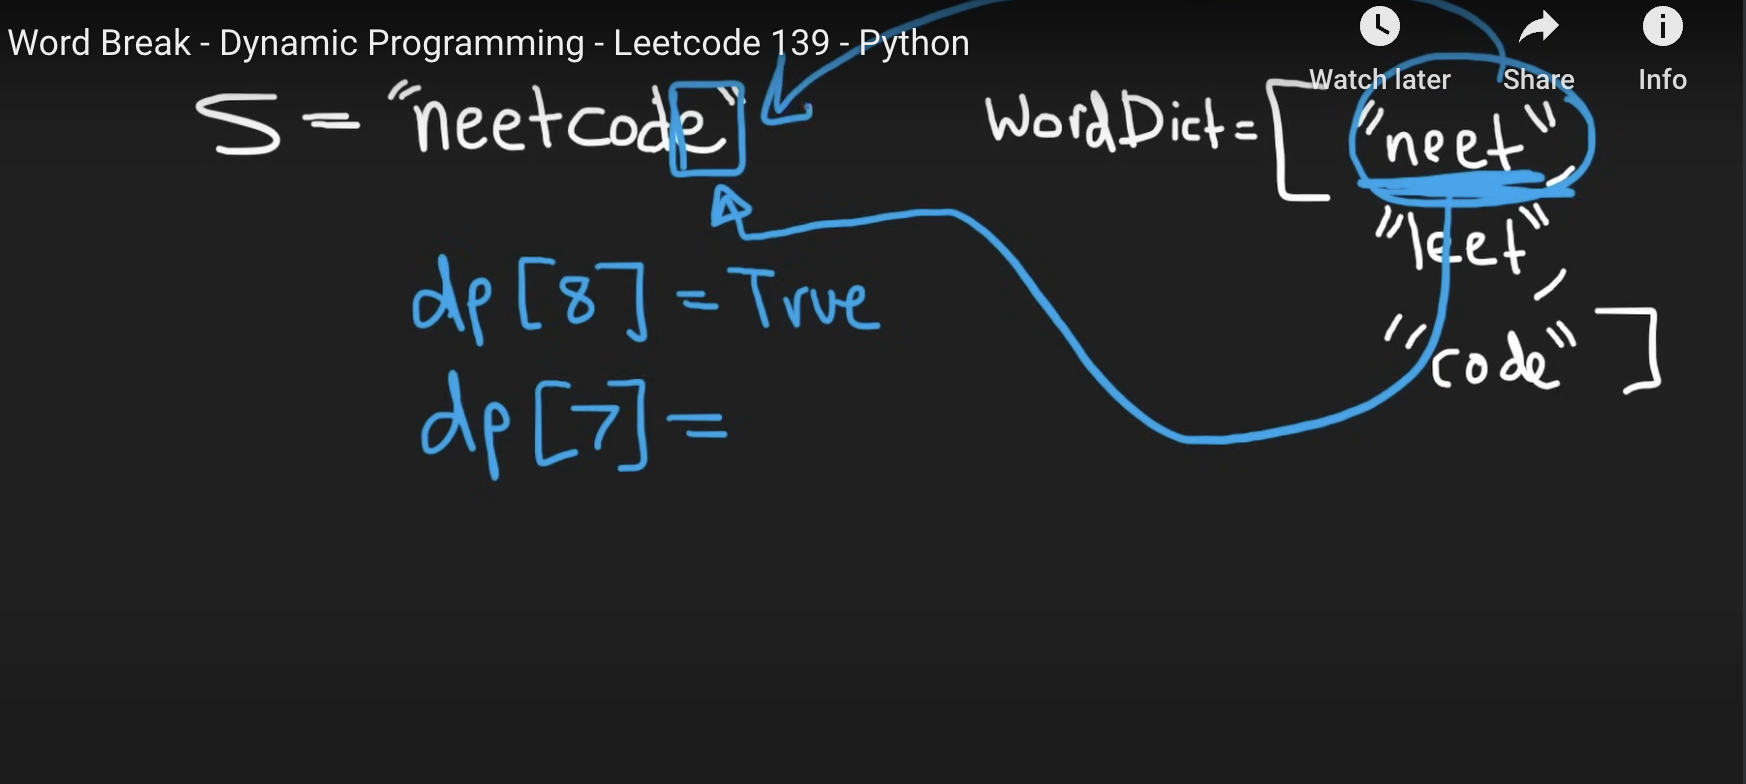 Word Break - Dynamic Programming - Leetcode 139 - Python
Watch later
Share
Info
S = "neetcode"
WordDict = [ "neet",
"leet",
"code" ]
dp [8] = True
dp [7] =